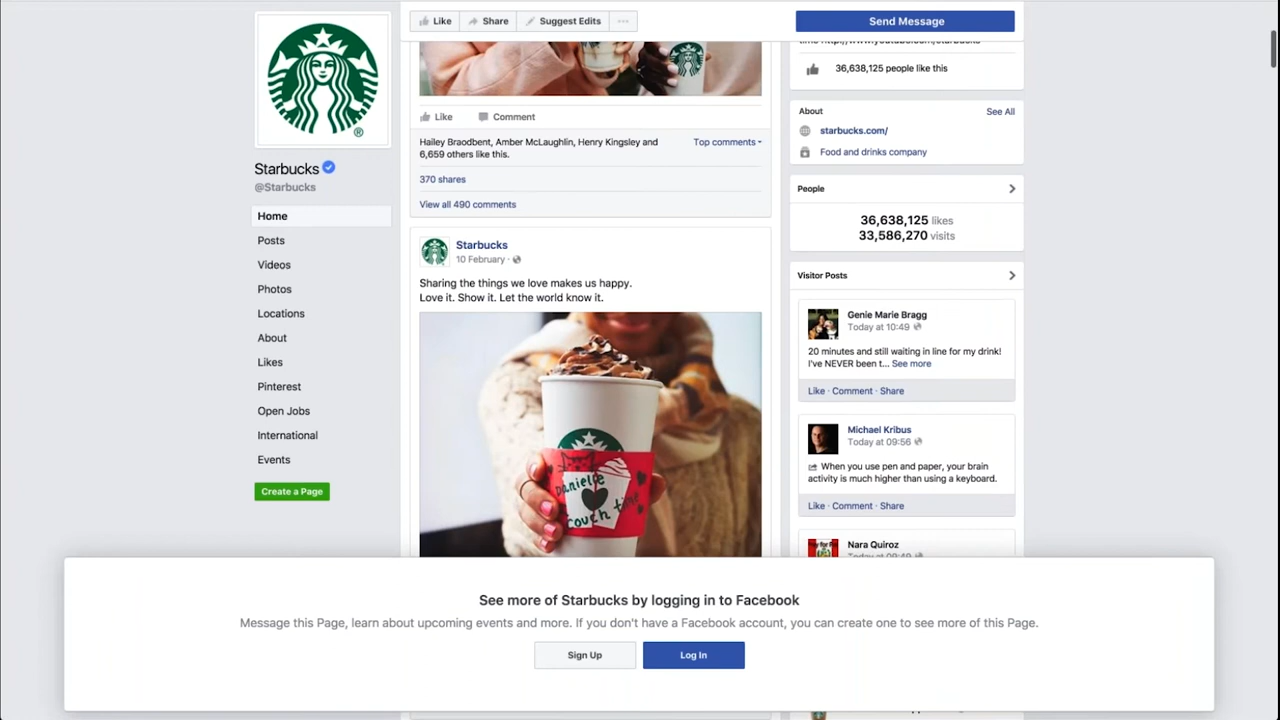 Like
Share
Suggest Edits
Send Message
36,638,125 people like this
®
Starbucks
@Starbucks
Home
Posts
Videos
Photos
Locations
About
Likes
Pinterest
Open Jobs
International
Events
Create a Page
Like
Comment
Hailey Braodbent, Amber McLaughlin, Henry Kingsley and
6,659 others like this.
Top comments
370 shares
View all 490 comments
Starbucks
10 February ·
Sharing the things we love makes us happy.
Love it. Show it. Let the world know it.
Danielle
couch time
About
See All
starbucks.com/
Food and drinks company
People
36,638,125 likes
33,586,270 visits
Visitor Posts
Genie Marie Bragg
Today at 10:49
20 minutes and still waiting in line for my drink!
I've NEVER been t... See more
Like · Comment · Share
Michael Kribus
Today at 09:56
When you use pen and paper, your brain
activity is much higher than using a keyboard.
Like · Comment · Share
Nara Quiroz
See more of Starbucks by logging in to Facebook
Message this Page, learn about upcoming events and more. If you don't have a Facebook account, you can create one to see more of this Page.
Sign Up
Log In